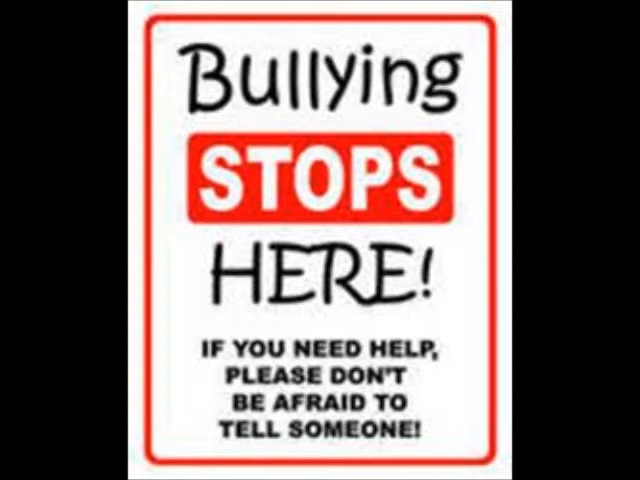 Bullying
STOPS
HERE!
IF YOU NEED HELP,
PLEASE DON'T
BE AFRAID TO
TELL SOMEONE!